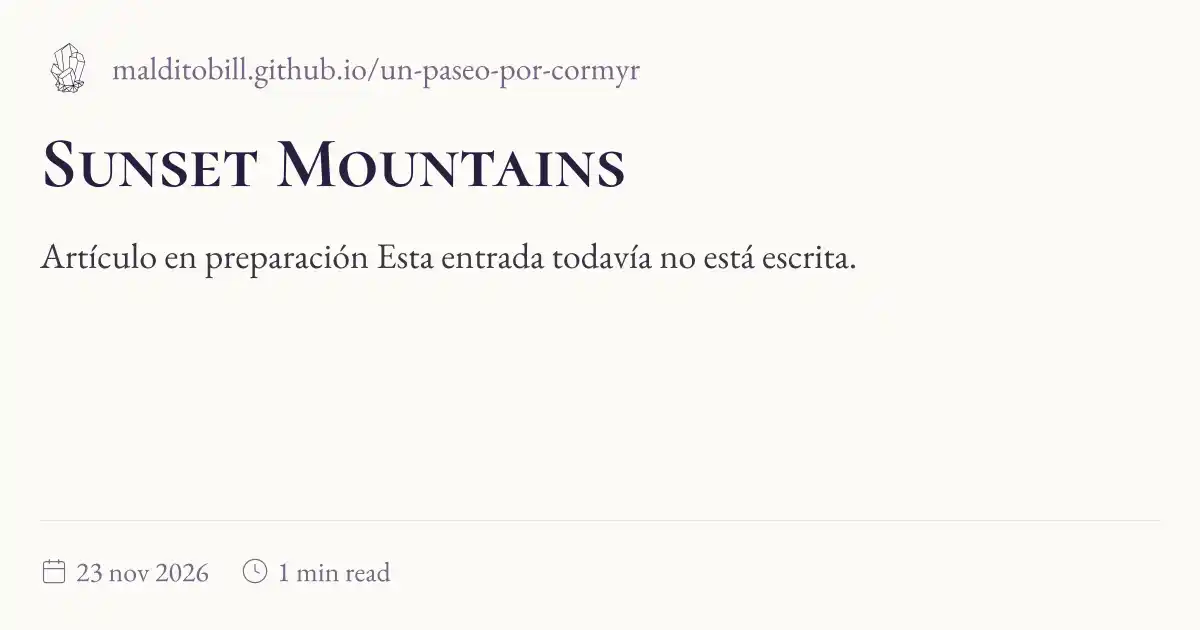 malditobill.github.io/un-paseo-por-cormyr
Sunset Mountains
Artículo en preparación Esta entrada todavía no está escrita.
23 nov 2026 1 min read